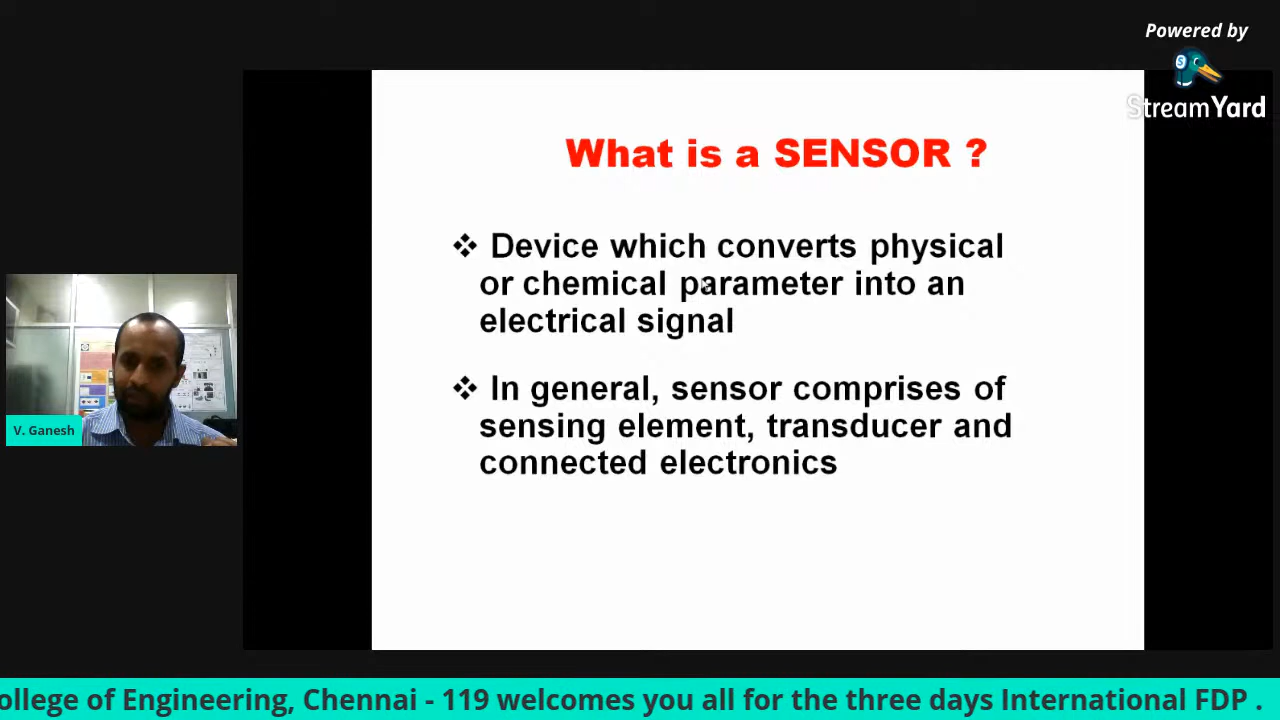 Powered by
StreamYard
What is a SENSOR ?
❖ Device which converts physical
or chemical parameter into an
electrical signal
❖ In general, sensor comprises of
sensing element, transducer and
connected electronics
V. Ganesh
ollege of Engineering, Chennai - 119 welcomes you all for the three days International FDP .